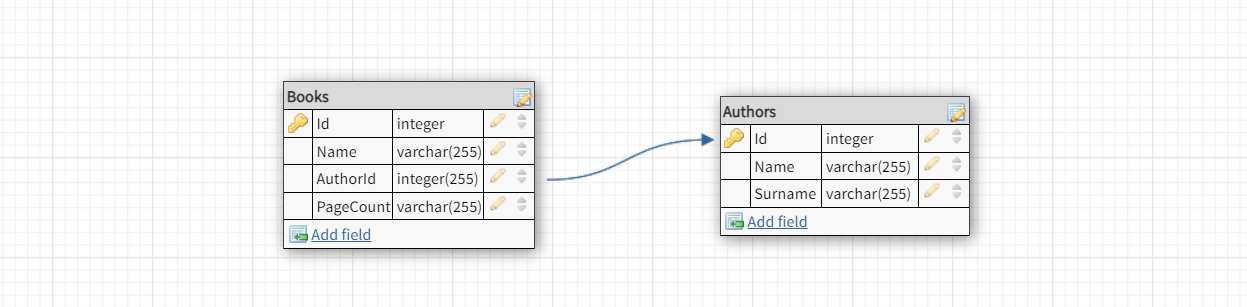 Books
Id integer
Name varchar(255)
AuthorId integer(255)
PageCount varchar(255)
Add field
Authors
Id integer
Name varchar(255)
Surname varchar(255)
Add field